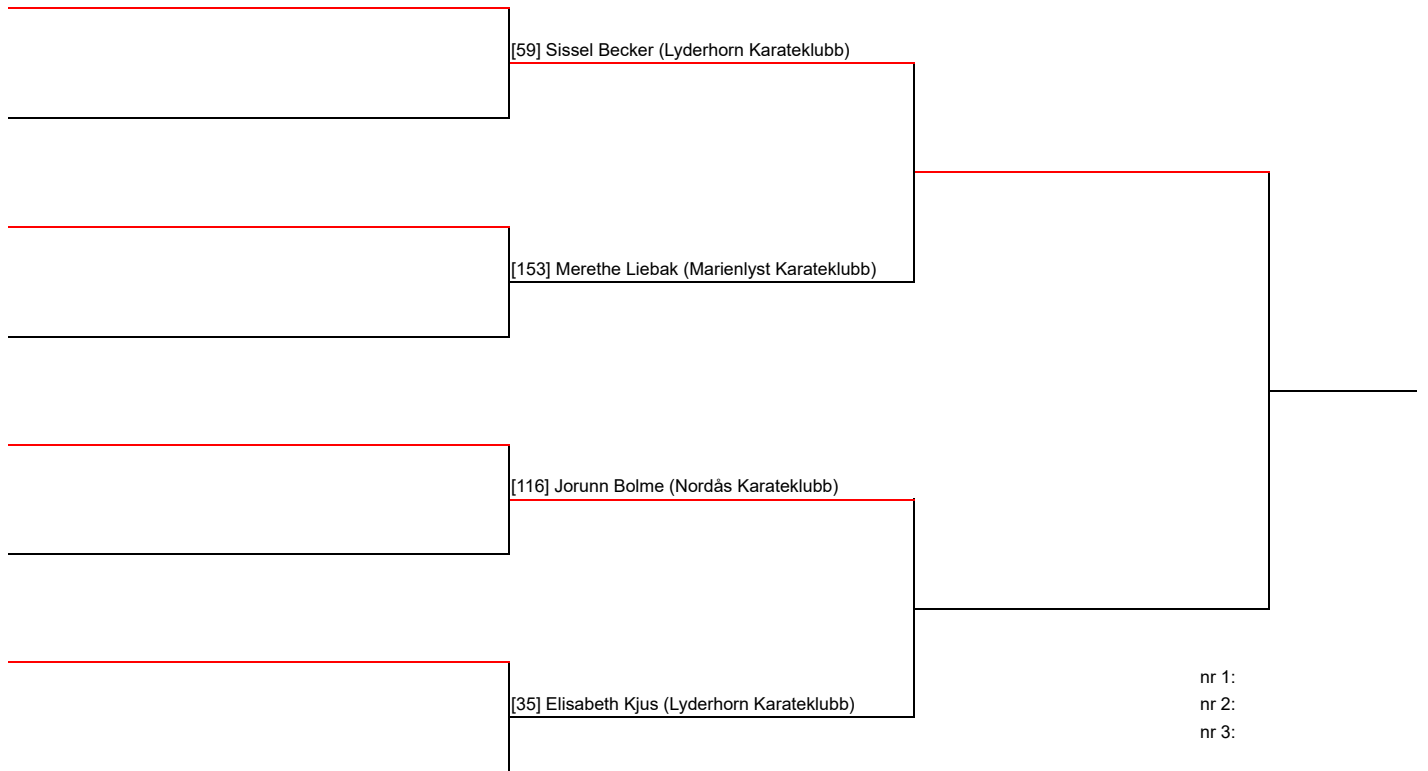 [59] Sissel Becker (Lyderhorn Karateklubb)
[153] Merethe Liebak (Marienlyst Karateklubb)
[116] Jorunn Bolme (Nordås Karateklubb)
[35] Elisabeth Kjus (Lyderhorn Karateklubb)
nr 1:
nr 2:
nr 3: